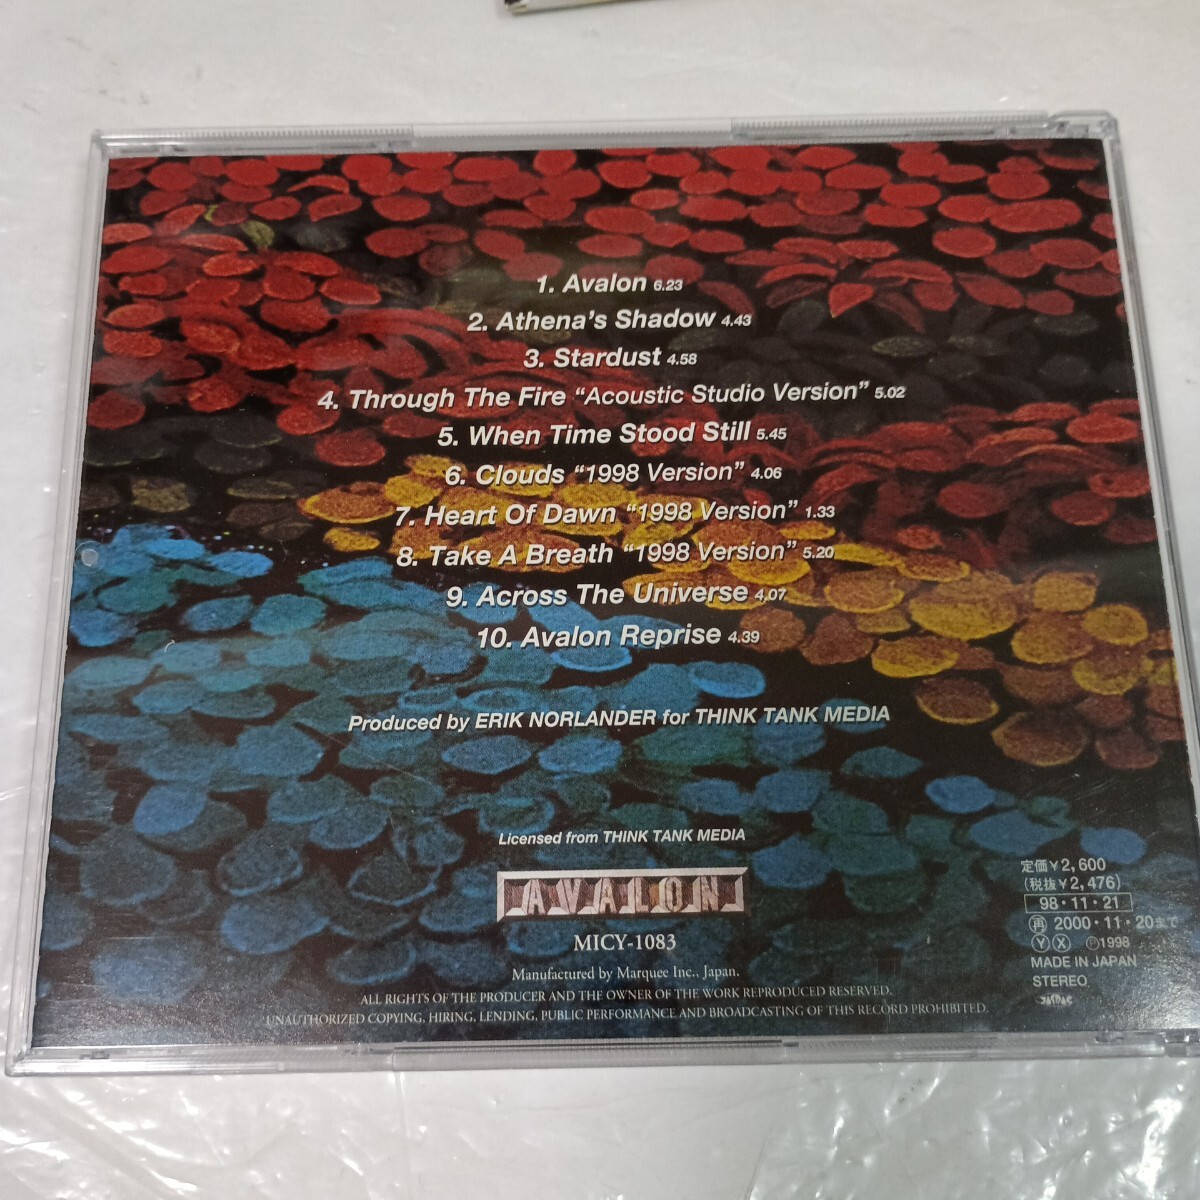 1. Avalon 6.23
2. Athena's Shadow 4.43
3. Stardust 4.58
4. Through The Fire “Acoustic Studio Version” 5.02
5. When Time Stood Still 5.45
6. Clouds “1998 Version” 4.06
7. Heart Of Dawn “1998 Version” 1.33
8. Take A Breath “1998 Version” 5.20
9. Across The Universe 4.07
10. Avalon Reprise 4.39
Produced by ERIK NORLANDER for THINK TANK MEDIA
Licensed from THINK TANK MEDIA
AVALON
MICY-1083
Manufactured by Marquee Inc., Japan.
ALL RIGHTS OF THE PRODUCER AND THE OWNER OF THE WORK REPRODUCED RESERVED.
UNAUTHORIZED COPYING, HIRING, LENDING, PUBLIC PERFORMANCE AND BROADCASTING OF THIS RECORD PROHIBITED.
定価¥2,600
(税抜¥2,476)
98・11・21
再 2000・11・20まで
Ⓨ Ⓧ ℗1998
MADE IN JAPAN
STEREO
JASRAC